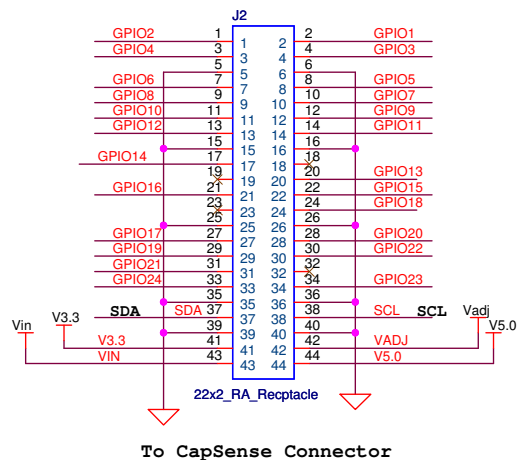 J2
GPIO2 1 1 2 2 GPIO1
GPIO4 3 3 4 4 GPIO3
5 5 6 6
GPIO6 7 7 8 8 GPIO5
GPIO8 9 9 10 10 GPIO7
GPIO10 11 11 12 12 GPIO9
GPIO12 13 13 14 14 GPIO11
15 15 16 16
GPIO14 17 17 18 18
19 19 20 20 GPIO13
GPIO16 21 21 22 22 GPIO15
23 23 24 24 GPIO18
25 25 26 26
GPIO17 27 27 28 28 GPIO20
GPIO19 29 29 30 30 GPIO22
GPIO21 31 31 32 32
GPIO24 33 33 34 34 GPIO23
35 35 36 36
SDA SDA 37 37 38 38 SCL SCL
Vin V3.3 39 39 40 40 Vadj V5.0
V3.3 41 41 42 42 VADJ
VIN 43 43 44 44 V5.0
22x2_RA_Recptacle
To CapSense Connector